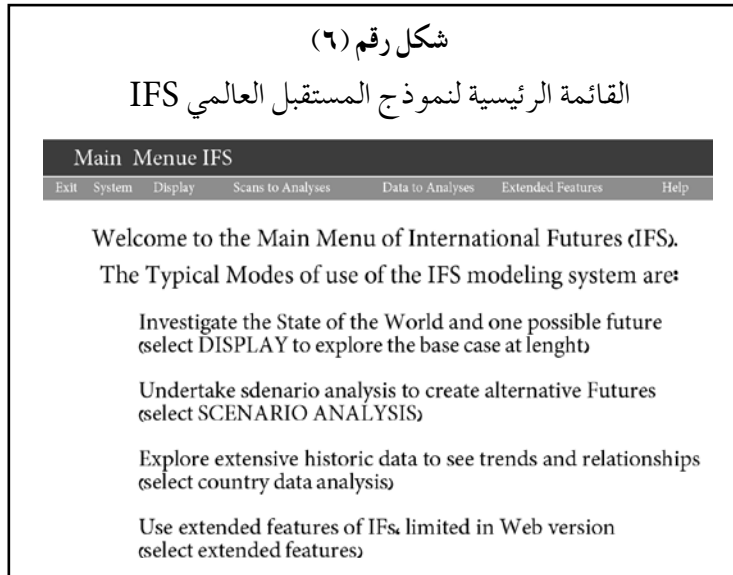 شكل رقم (٦)
القائمة الرئيسية لنموذج المستقبل العالمي IFS
Main Menue IFS
Exit System Display Scans to Analyses Data to Analyses Extended Features Help
Welcome to the Main Menu of International Futures (IFS).
The Typical Modes of use of the IFS modeling system are:
Investigate the State of the World and one possible future
(select DISPLAY to explore the base case at lenght)
Undertake sdenario analysis to create alternative Futures
(select SCENARIO ANALYSIS)
Explore extensive historic data to see trends and relationships
(select country data analysis)
Use extended features of IFs, limited in Web version
(select extended features)